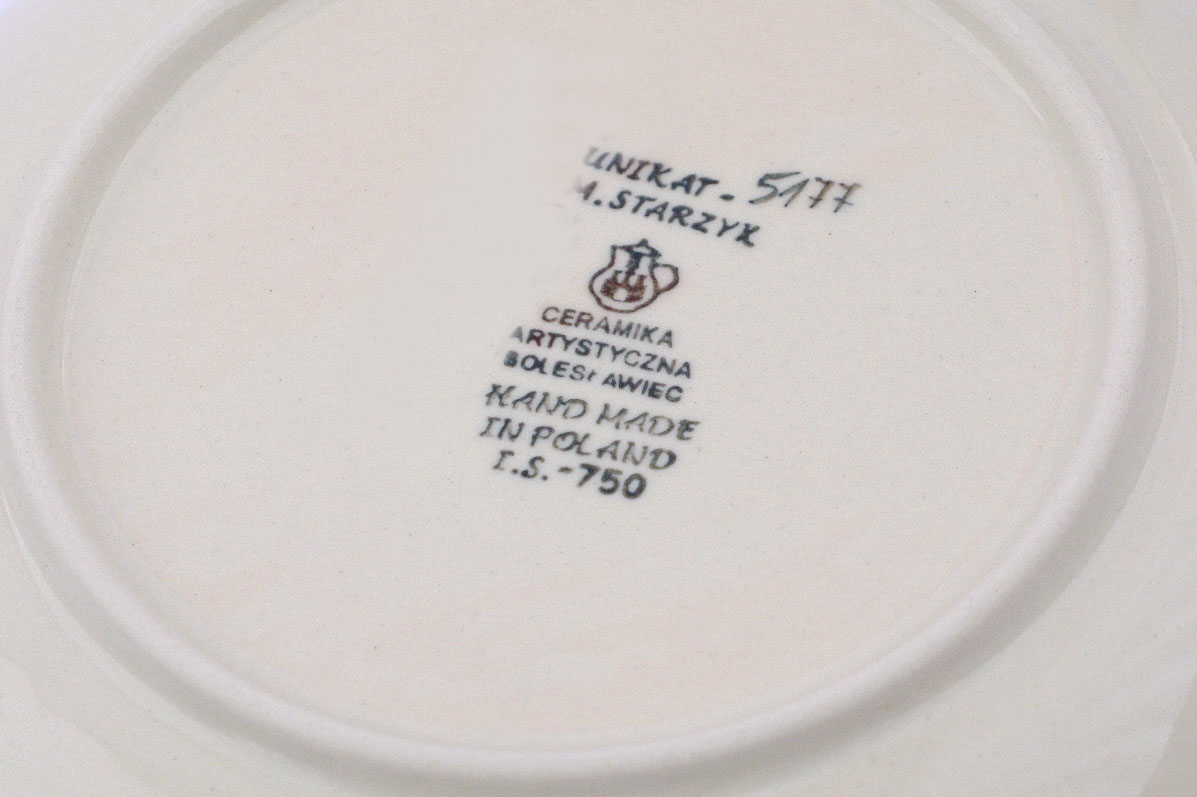 UNIKAT - 5177
M. STARZYK
CERAMIKA
ARTYSTYCZNA
BOLESŁAWIEC
HAND MADE
IN POLAND
I.S. - 750